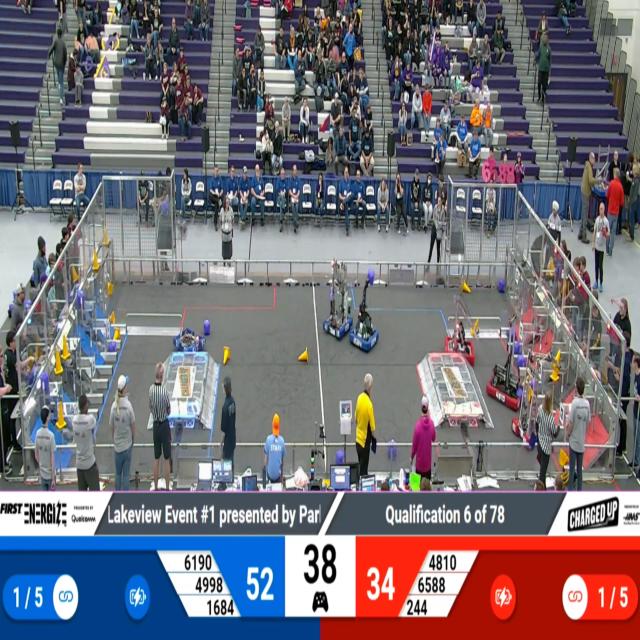 FIRST ENERGIZE PRESENTED BY Qualcomm
Lakeview Event #1 presented by Par
Qualification 6 of 78
CHARGED UP
1 / 5
6190
4998
1684
52
38
34
4810
6588
244
1 / 5